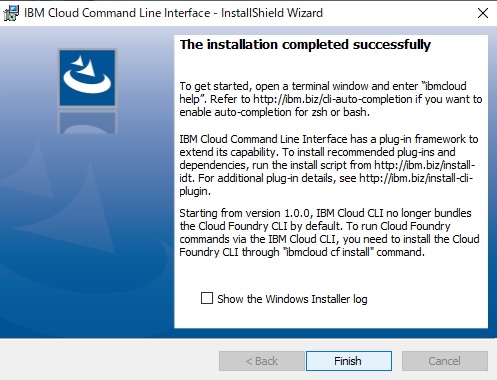 IBM Cloud Command Line Interface - InstallShield Wizard
The installation completed successfully
To get started, open a terminal window and enter “ibmcloud
help”. Refer to http://ibm.biz/cli-auto-completion if you want to
enable auto-completion for zsh or bash.
IBM Cloud Command Line Interface has a plug-in framework to
extend its capability. To install recommended plug-ins and
dependencies, run the install script from http://ibm.biz/install-
idt. For additional plug-in details, see http://ibm.biz/install-cli-
plugin.
Starting from version 1.0.0, IBM Cloud CLI no longer bundles
the Cloud Foundry CLI by default. To run Cloud Foundry
commands via the IBM Cloud CLI, you need to install the Cloud
Foundry CLI through "ibmcloud cf install" command.
Show the Windows Installer log
< Back
Finish
Cancel